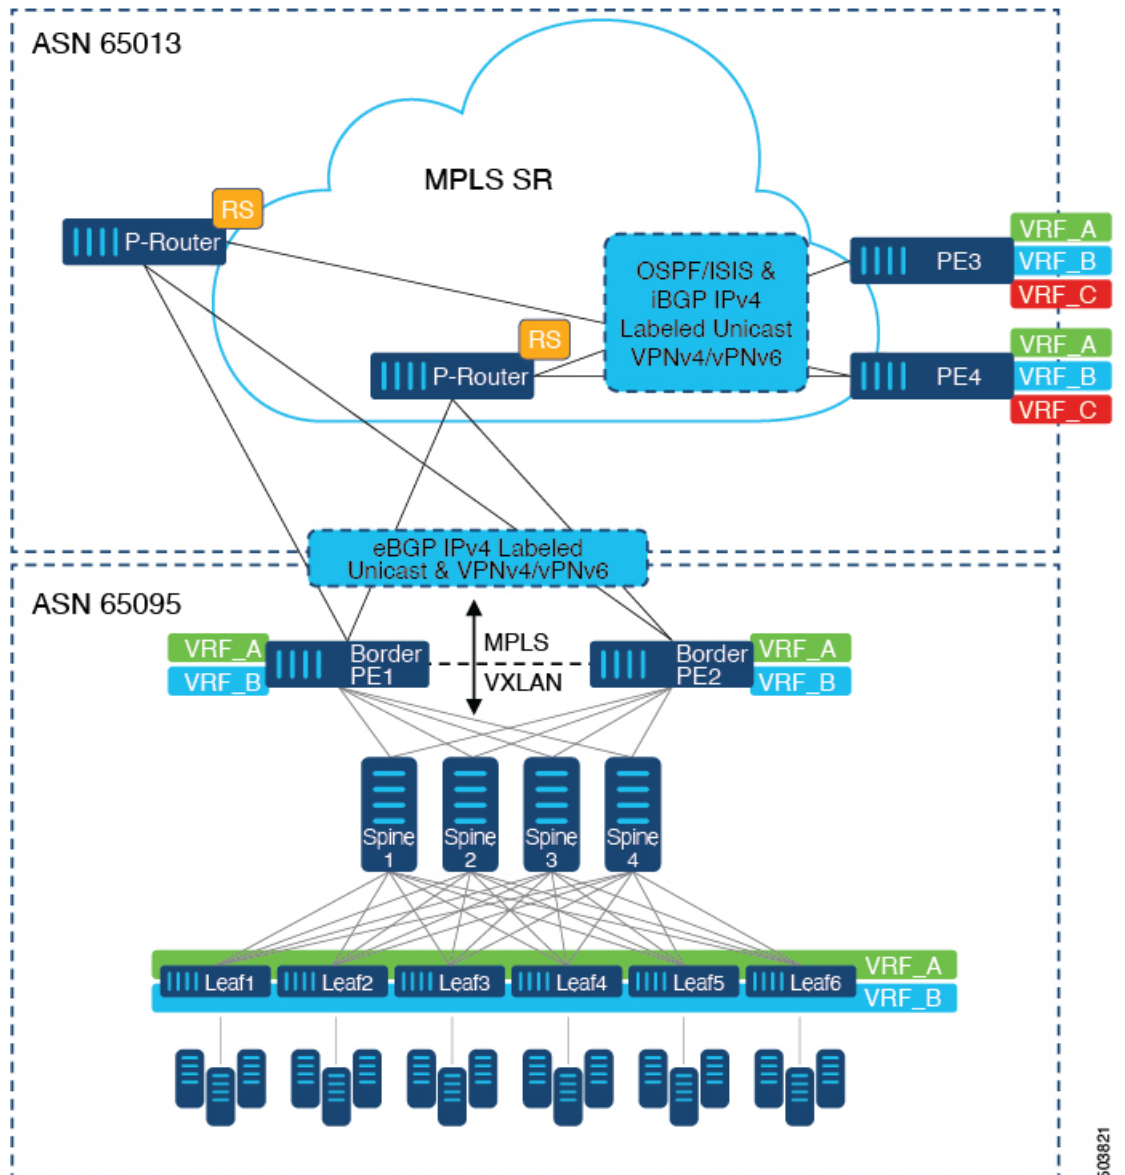 ASN 65013
MPLS SR
RS
P-Router
OSPF/ISIS &
iBGP IPv4
Labeled Unicast
VPNv4/vPNv6
PE3
VRF_A
VRF_B
VRF_C
RS
P-Router
PE4
VRF_A
VRF_B
VRF_C
eBGP IPv4 Labeled
Unicast & VPNv4/vPNv6
ASN 65095
VRF_A
VRF_B
Border
PE1
MPLS
VXLAN
Border
PE2
VRF_A
VRF_B
Spine
1
Spine
2
Spine
3
Spine
4
Leaf1
Leaf2
Leaf3
Leaf4
Leaf5
Leaf6
VRF_A
VRF_B
503821